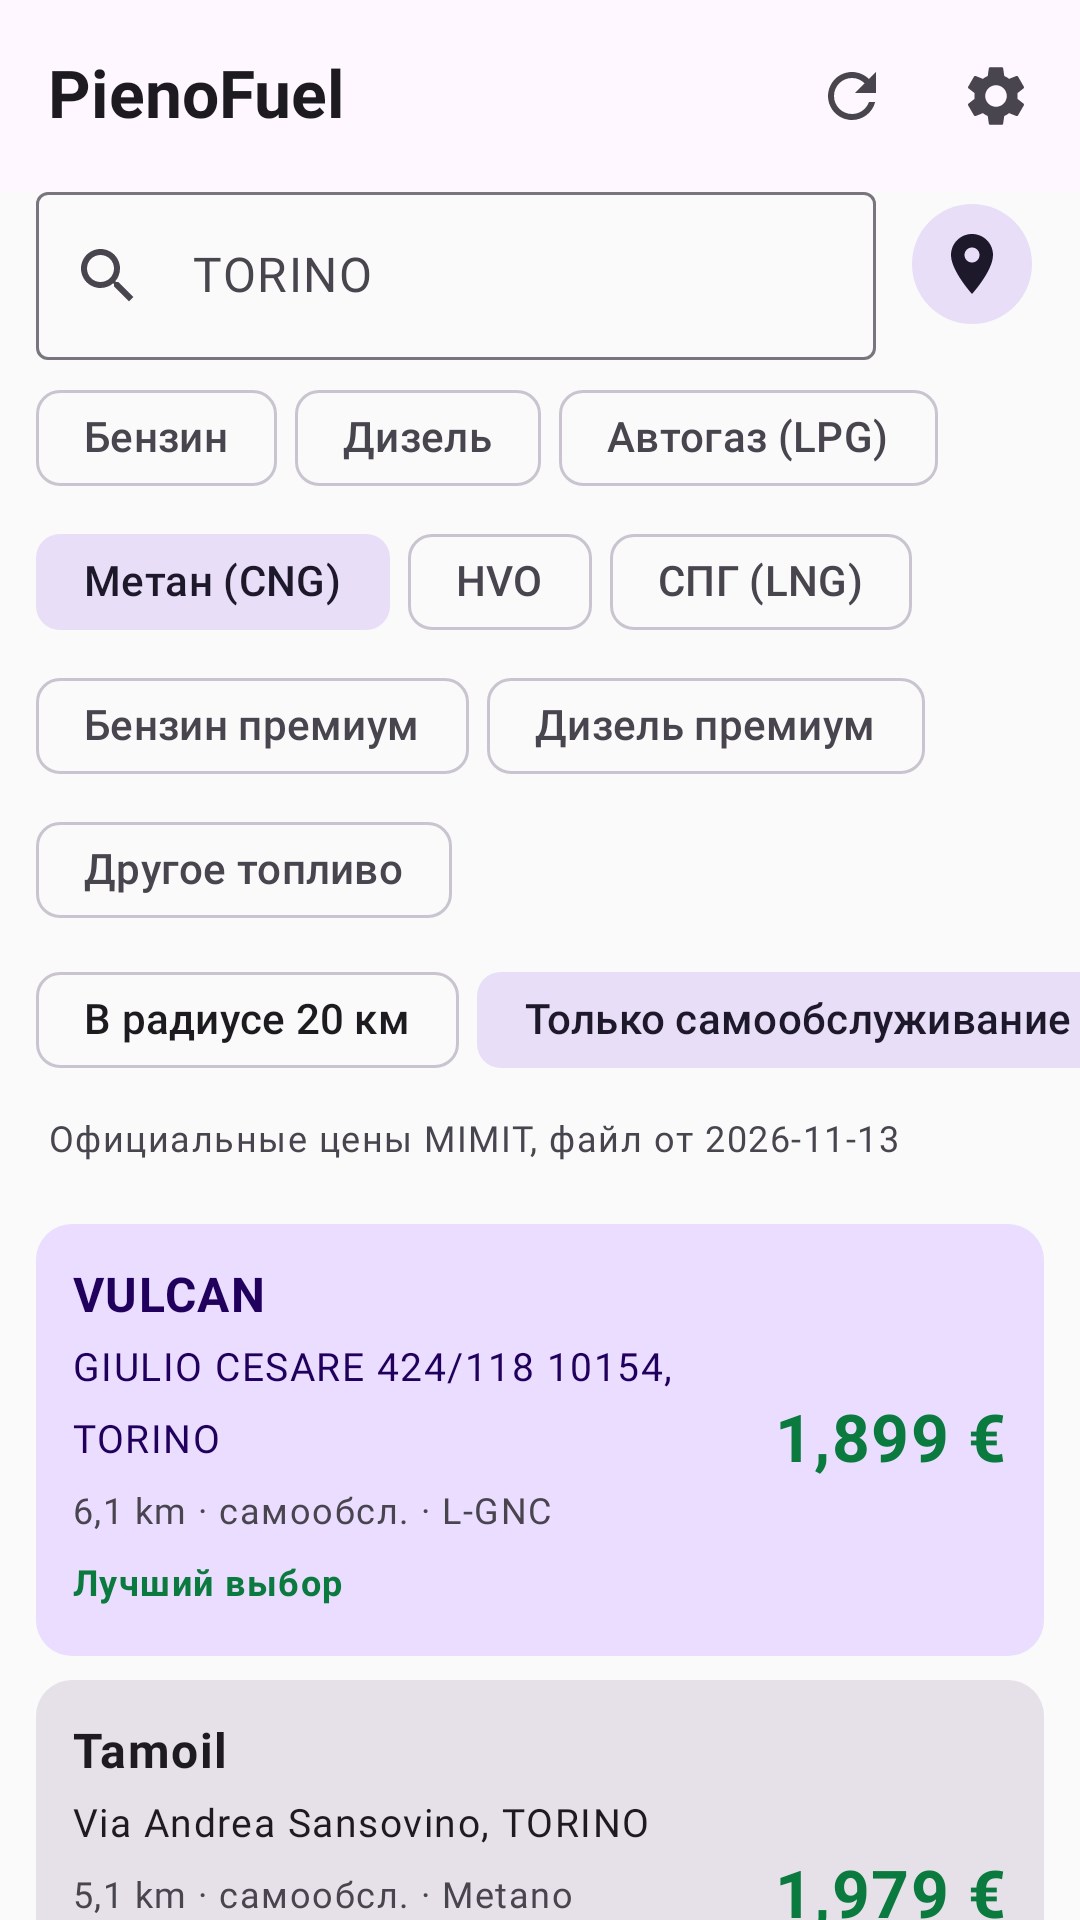 PienoFuel
TORINO
Бензин
Дизель
Автогаз (LPG)
Метан (CNG)
HVO
СПГ (LNG)
Бензин премиум
Дизель премиум
Другое топливо
В радиусе 20 км
Только самообслуживание
Официальные цены MIMIT, файл от 2026-11-13
VULCAN
GIULIO CESARE 424/118 10154,
TORINO
1,899 €
6,1 km · самообсл. · L-GNC
Лучший выбор
Tamoil
Via Andrea Sansovino, TORINO
5,1 km · самообсл. · Metano
1,979 €